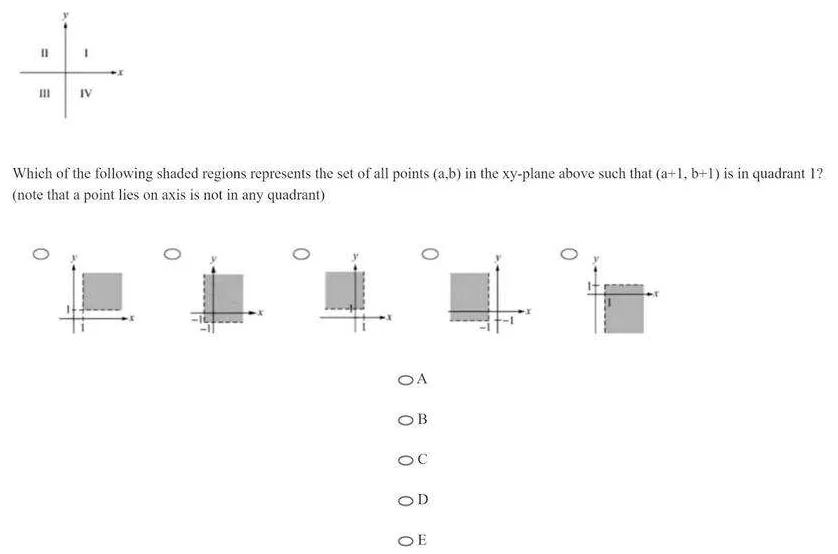 y
II I
x
III IV
Which of the following shaded regions represents the set of all points (a,b) in the xy-plane above such that (a+1, b+1) is in quadrant 1?
(note that a point lies on axis is not in any quadrant)
y y y y y
1 x 1
-1 x -1
1 x 1
x -1 -1
1 x 1
A
B
C
D
E